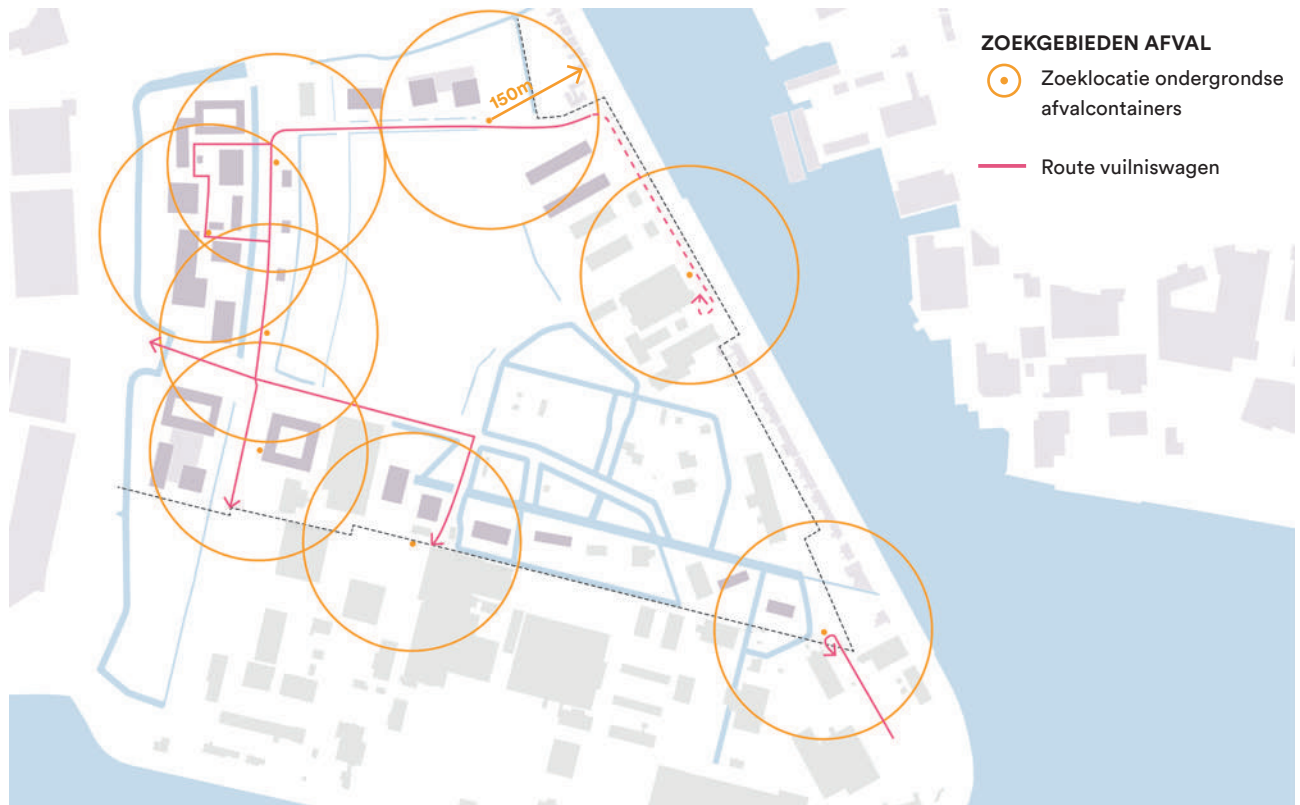 ZOEKGEBIEDEN AFVAL
Zoeklocatie ondergrondse
afvalcontainers
Route vuilniswagen
150m